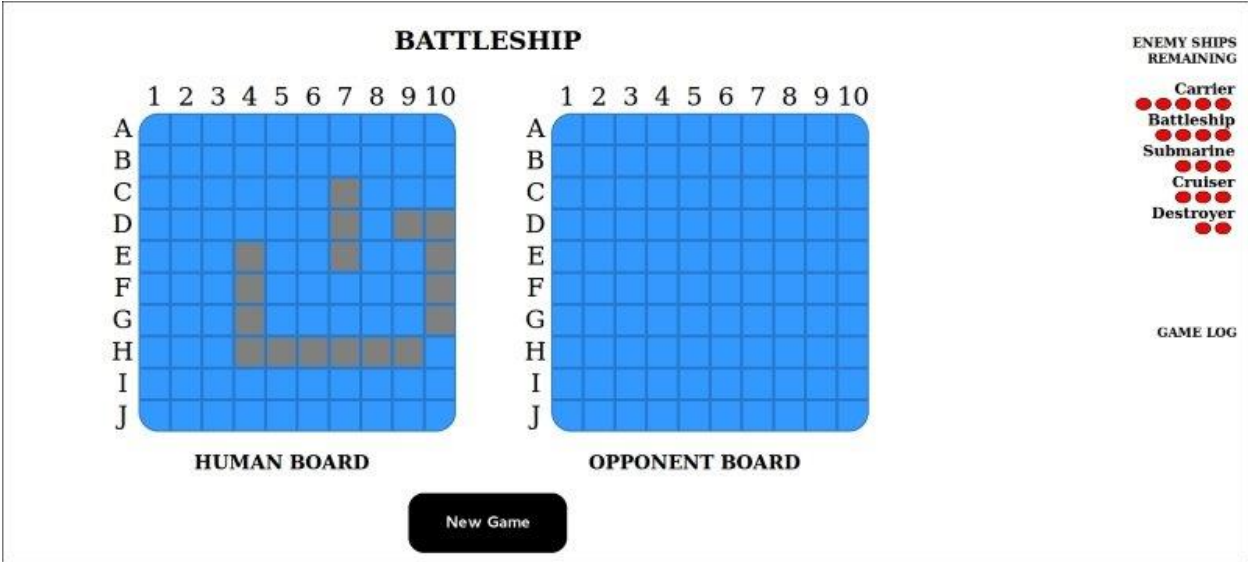 BATTLESHIP
1 2 3 4 5 6 7 8 9 10
A
B
C
D
E
F
G
H
I
J
HUMAN BOARD
1 2 3 4 5 6 7 8 9 10
A
B
C
D
E
F
G
H
I
J
OPPONENT BOARD
New Game
ENEMY SHIPS
REMAINING
Carrier
Battleship
Submarine
Cruiser
Destroyer
GAME LOG